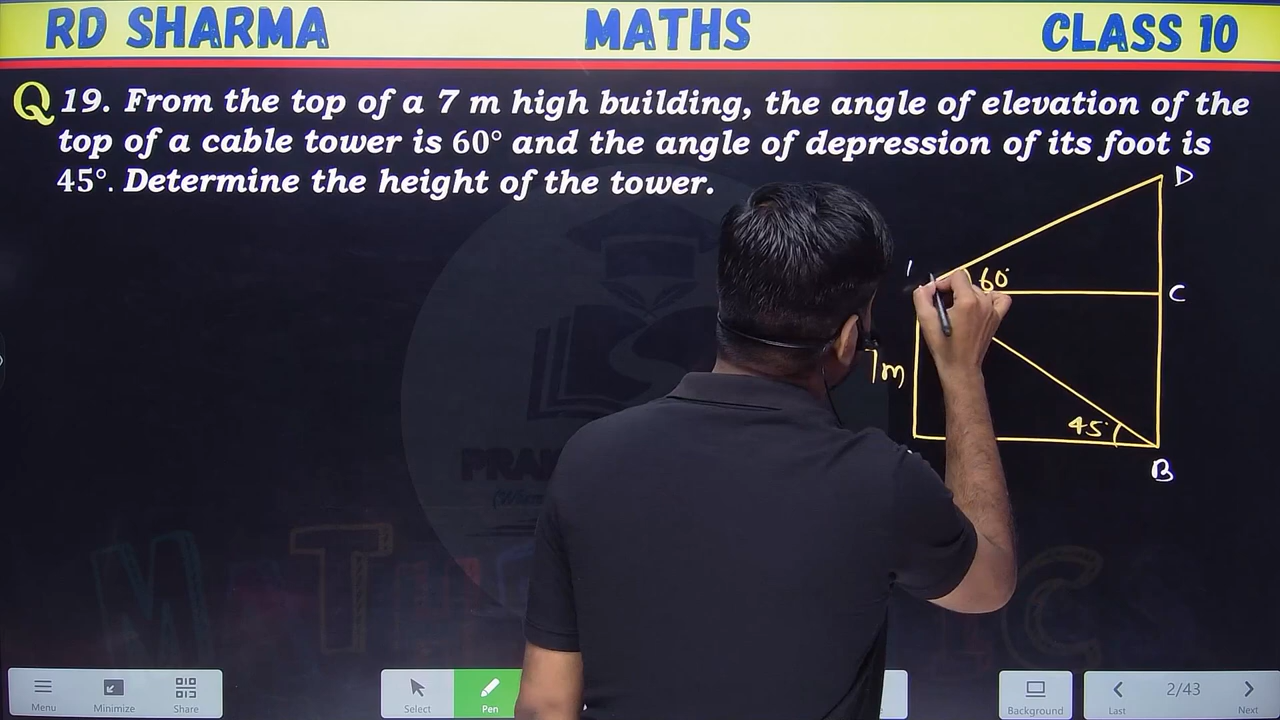 RD SHARMA MATHS CLASS 10
Q 19. From the top of a 7 m high building, the angle of elevation of the
top of a cable tower is 60° and the angle of depression of its foot is
45°. Determine the height of the tower.
D
60°
C
7m
45°
B
Menu Minimize Share Select Pen Background Last 2/43 Next